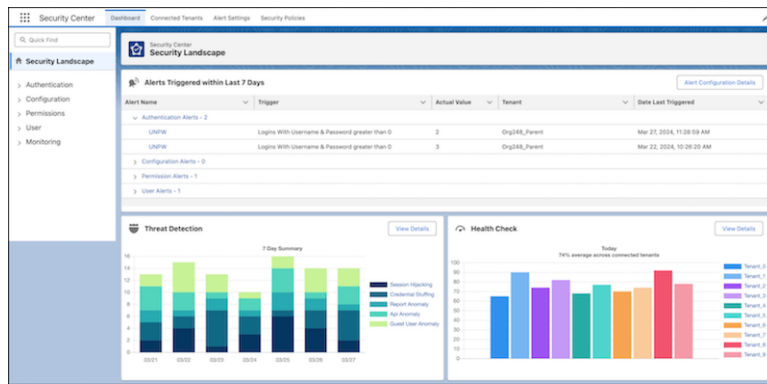 Security Center
Dashboard
Connected Tenants
Alert Settings
Security Policies
Quick Find
Security Landscape
Authentication
Configuration
Permissions
User
Monitoring
Security Center
Security Landscape
Alerts Triggered within Last 7 Days
Alert Configuration Details
Alert Name Trigger Actual Value Tenant Date Last Triggered
Authentication Alerts - 2
UNPW Logins With Username & Password greater than 0 2 Org248_Parent Mar 27, 2024, 11:28:59 AM
UNPW Logins With Username & Password greater than 0 3 Org248_Parent Mar 22, 2024, 10:26:20 AM
Configuration Alerts - 0
Permission Alerts - 1
User Alerts - 1
Threat Detection
View Details
7 Day Summary
16
14
12
10
8
6
4
2
0
03/21 03/22 03/23 03/24 03/25 03/26 03/27
Session Hijacking
Credential Stuffing
Report Anomaly
Api Anomaly
Guest User Anomaly
Health Check
View Details
Today
74% average across connected tenants
100
90
80
70
60
50
40
30
20
10
0
Tenant_0
Tenant_1
Tenant_2
Tenant_3
Tenant_4
Tenant_5
Tenant_6
Tenant_7
Tenant_8
Tenant_9